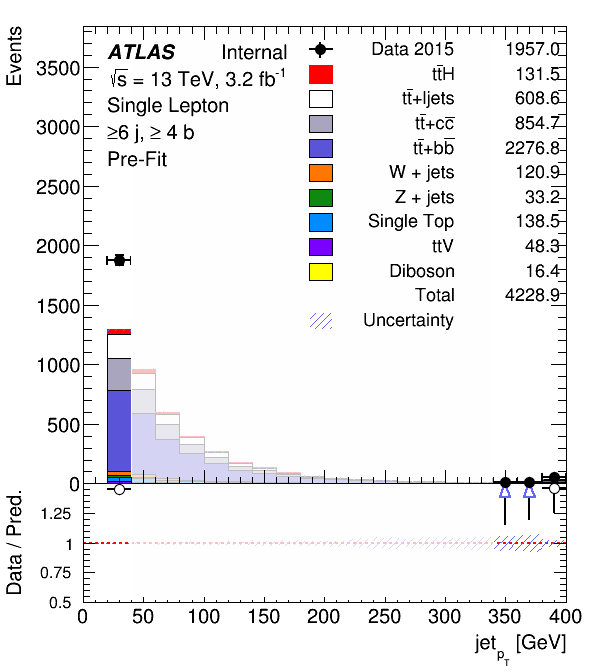 Events
ATLAS Internal
√s = 13 TeV, 3.2 fb⁻¹
Single Lepton
≥6 j, ≥ 4 b
Pre-Fit
Data 2015 1957.0
tt̄H 131.5
tt̄+ljets 608.6
tt̄+cc̄ 854.7
tt̄+bb̄ 2276.8
W + jets 120.9
Z + jets 33.2
Single Top 138.5
ttV 48.3
Diboson 16.4
Total 4228.9
Uncertainty
3500
3000
2500
2000
1500
1000
500
0
Data / Pred.
1.25
1
0.75
0.5
0 50 100 150 200 250 300 350 400
jet_p_T [GeV]